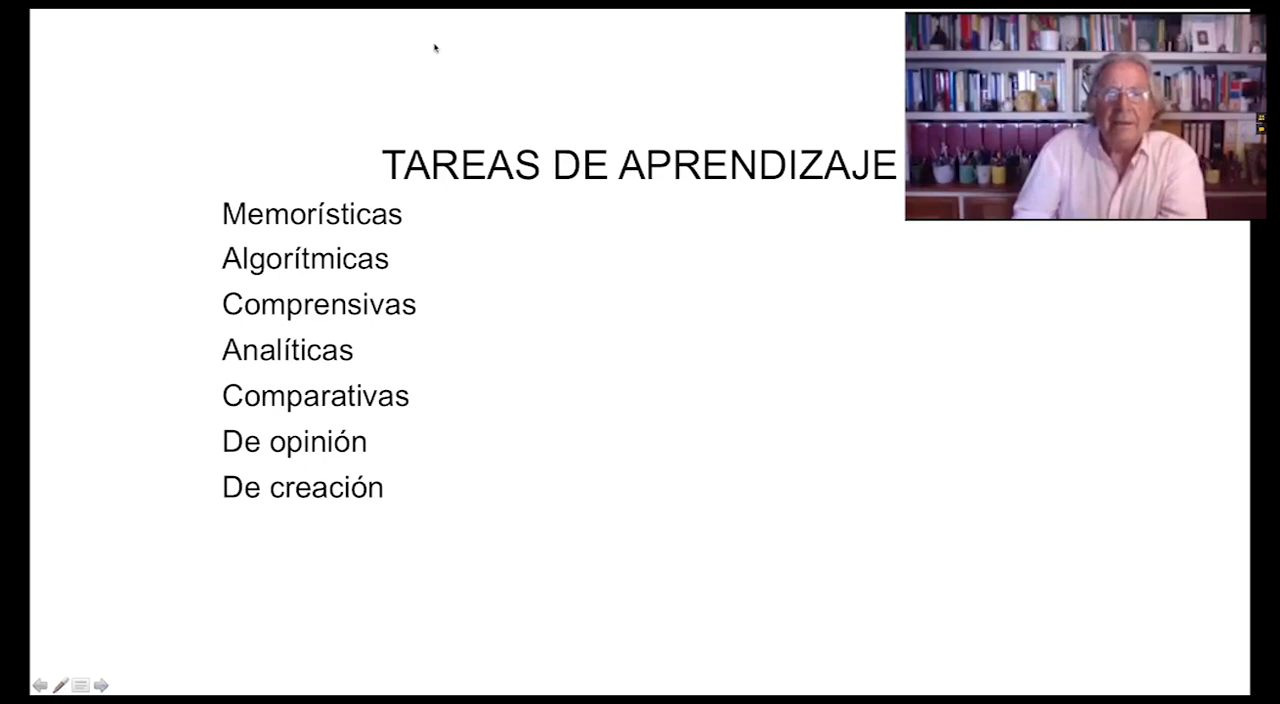 TAREAS DE APRENDIZAJE
Memorísticas
Algorítmicas
Comprensivas
Analíticas
Comparativas
De opinión
De creación